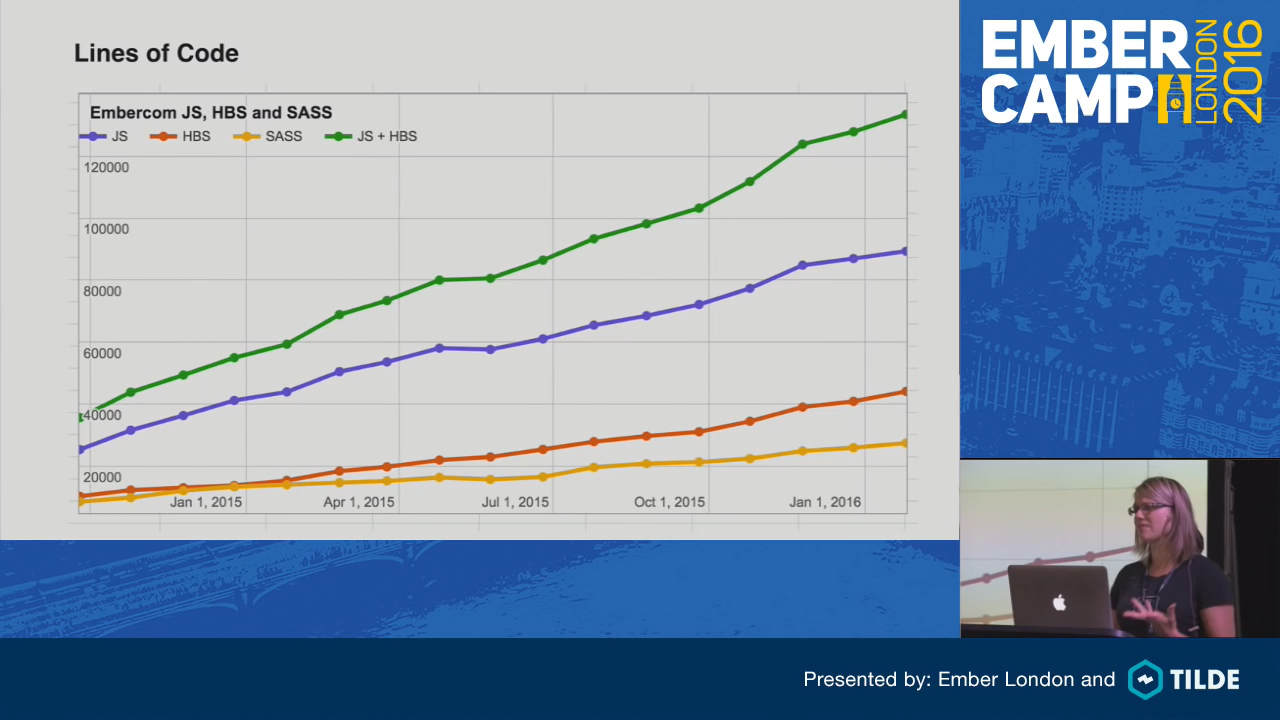 Lines of Code
Embercom JS, HBS and SASS
JS HBS SASS JS + HBS
120000
100000
80000
60000
40000
20000
Jan 1, 2015 Apr 1, 2015 Jul 1, 2015 Oct 1, 2015 Jan 1, 2016
EMBER
CAMP
LONDON
2016
Presented by: Ember London and TILDE